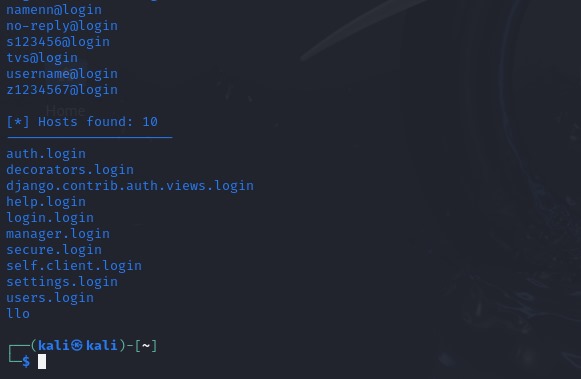 namenn@login
no-reply@login
s123456@login
tvs@login
username@login
z1234567@login
Home
[*] Hosts found: 10
---------------------
auth.login
decorators.login
django.contrib.auth.views.login
help.login
login.login
manager.login
secure.login
self.client.login
settings.login
users.login
llo
┌──(kali㉿kali)-[~]
└─$